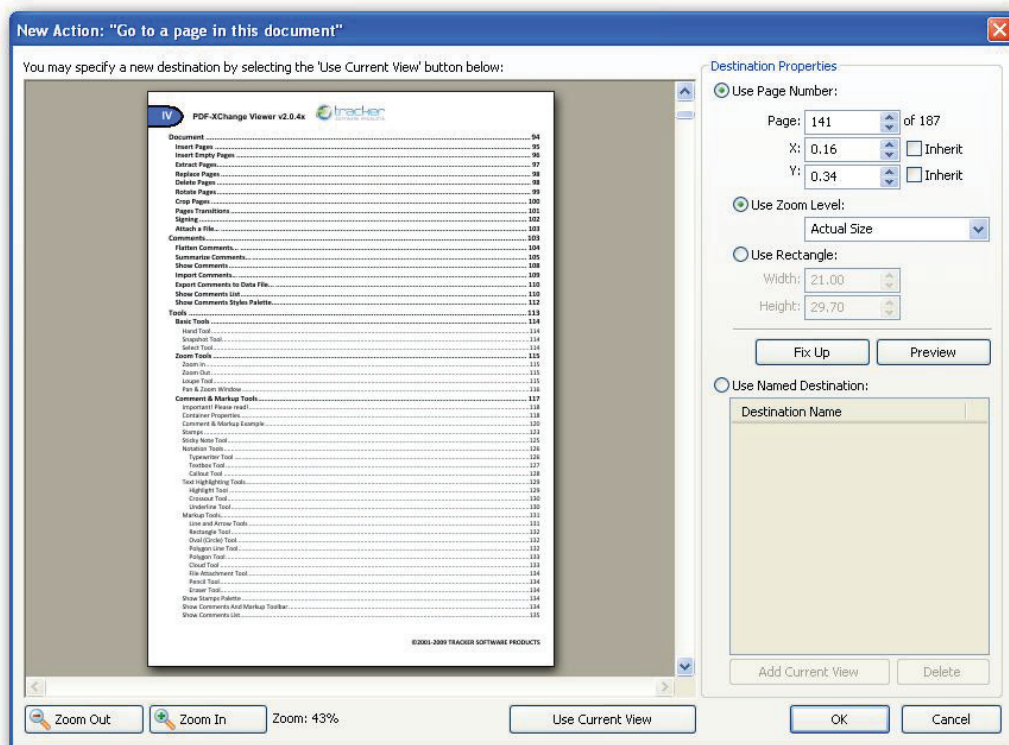 New Action: "Go to a page in this document"
You may specify a new destination by selecting the 'Use Current View' button below:
IV PDF-XChange Viewer v2.0.4x tracker
SOFTWARE PRODUCTS
Document 94
Insert Pages 95
Insert Empty Pages 96
Extract Pages 97
Replace Pages 98
Delete Pages 98
Rotate Pages 99
Crop Pages 100
Pages Transitions 101
Signing 102
Attach a File... 103
Comments 103
Flatten Comments... 104
Summarize Comments... 105
Show Comments 108
Import Comments... 109
Export Comments to Data File... 110
Show Comments List 110
Show Comments Styles Palette 112
Tools 113
Basic Tools 114
Hand Tool 114
Snapshot Tool 114
Select Tool 114
Zoom Tools 115
Zoom In 115
Zoom Out 115
Loupe Tool 115
Pan & Zoom Window 116
Comment & Markup Tools 117
Important! Please read! 118
Container Properties 118
Comment & Markup Example 120
Stamps 123
Sticky Note Tool 125
Notation Tools 126
Typewriter Tool 126
Textbox Tool 127
Callout Tool 128
Text Highlighting Tools 129
Highlight Tool 129
Crossout Tool 130
Underline Tool 130
Markup Tools 131
Line and Arrow Tools 131
Rectangle Tool 132
Oval (Circle) Tool 132
Polygon Line Tool 132
Polygon Tool 133
Cloud Tool 133
File Attachment Tool 134
Pencil Tool 134
Eraser Tool 134
Show Stamps Palette 134
Show Comments And Markup Toolbar 134
Show Comments List 135
©2001-2009 TRACKER SOFTWARE PRODUCTS
Zoom Out
Zoom In
Zoom: 43%
Use Current View
Destination Properties
Use Page Number:
Page: 141 of 187
X: 0.16 Inherit
Y: 0.34 Inherit
Use Zoom Level:
Actual Size
Use Rectangle:
Width: 21.00
Height: 29.70
Fix Up
Preview
Use Named Destination:
Destination Name
Add Current View
Delete
OK
Cancel